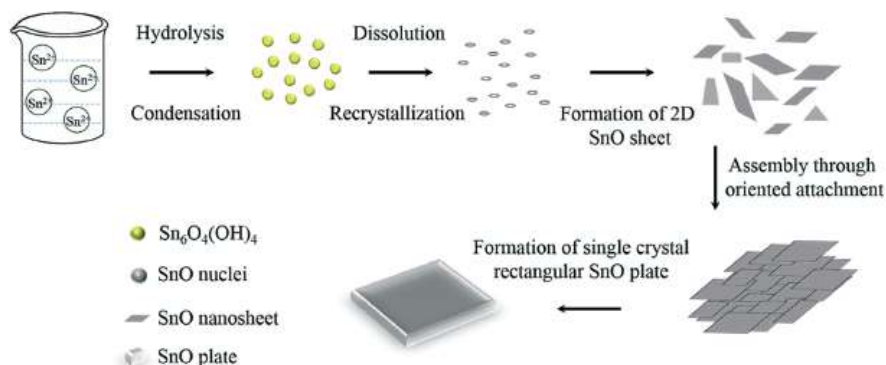 Hydrolysis
Condensation
Dissolution
Recrystallization
Formation of 2D
SnO sheet
Sn²⁺
Sn²⁺
Sn²⁺
Sn²⁺
Assembly through
oriented attachment
Formation of single crystal
rectangular SnO plate
Sn₆O₄(OH)₄
SnO nuclei
SnO nanosheet
SnO plate